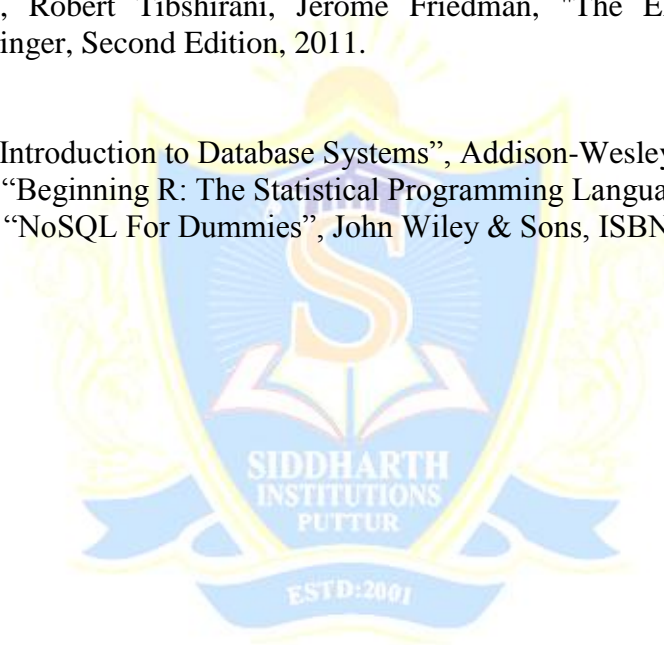 , Robert Tibshirani, Jerome Friedman, "The E
inger, Second Edition, 2011.
Introduction to Database Systems”, Addison-Wesley
“Beginning R: The Statistical Programming Langua
“NoSQL For Dummies”, John Wiley & Sons, ISBN
S
SIDDHARTH
INSTITUTIONS
PUTTUR
ESTD:2001